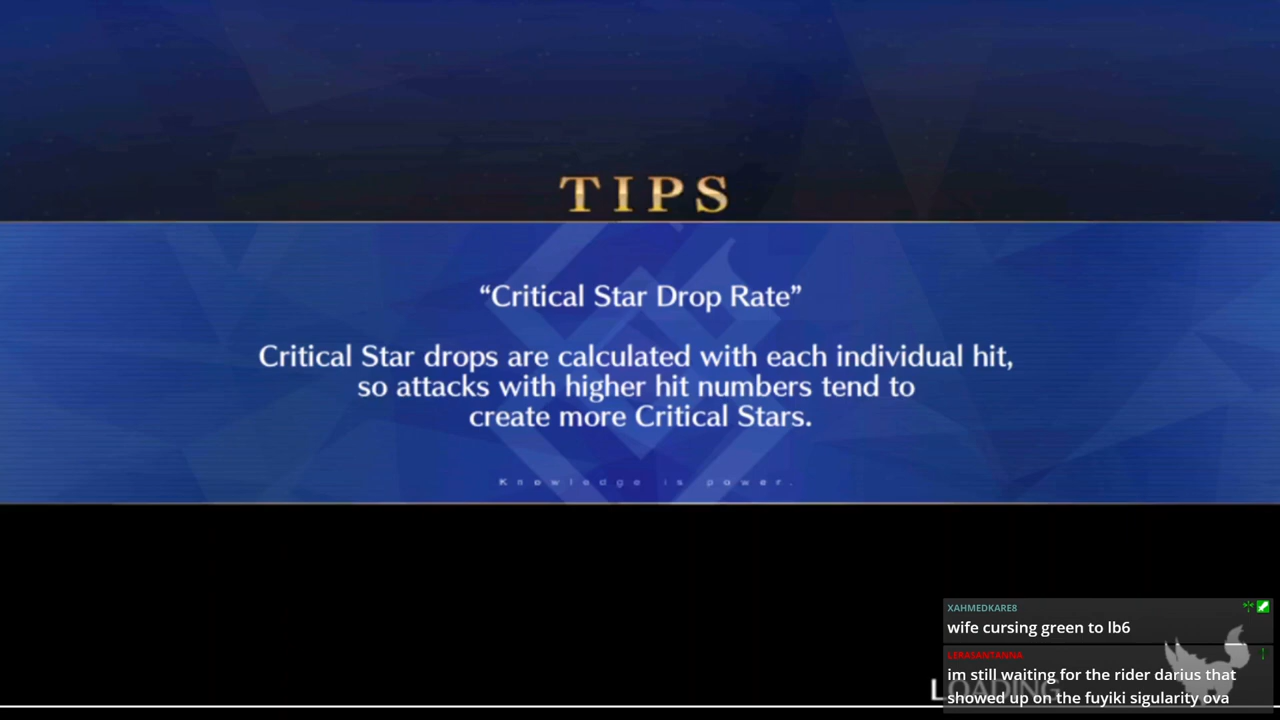 TIPS
“Critical Star Drop Rate”
Critical Star drops are calculated with each individual hit,
so attacks with higher hit numbers tend to
create more Critical Stars.
Knowledge is power.
XAHMEDKARE8
wife cursing green to lb6
LERASANTANNA
im still waiting for the rider darius that
showed up on the fuyiki sigularity ova
LOADING